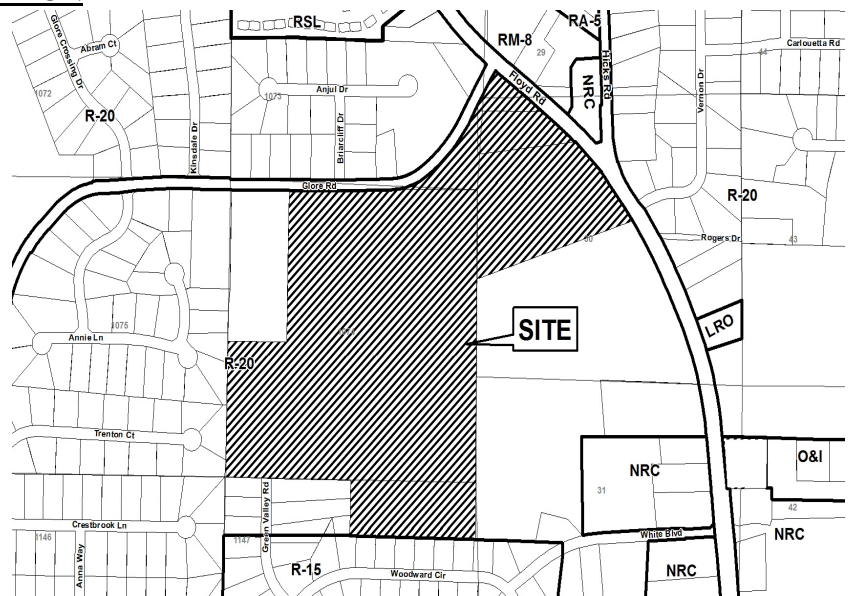 RSL
RM-8
RA-5
29
NRC
Hicks Rd
Floyd Rd
Vernon Dr
44
Carlouetta Rd
Glore Crossing Dr
Abram Ct
1072
R-20
Kinsdale Dr
1073
Anjul Dr
Briarcliff Dr
Glore Rd
R-20
Rogers Dr
43
SITE
LRO
1075
Annie Ln
R-20
Trenton Ct
NRC
31
O&I
42
NRC
White Blvd
NRC
Crestbrook Ln
1146
Anna Way
1147
Green Valley Rd
R-15
Woodward Cir